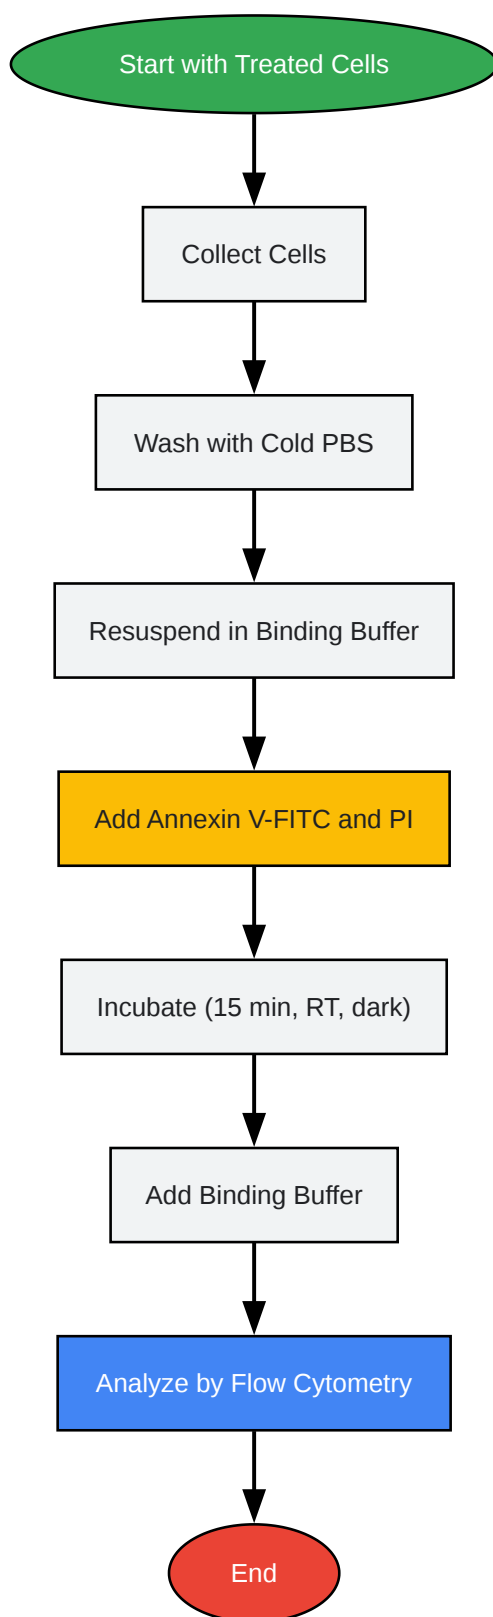 Start with Treated Cells
Collect Cells
Wash with Cold PBS
Resuspend in Binding Buffer
Add Annexin V-FITC and PI
Incubate (15 min, RT, dark)
Add Binding Buffer
Analyze by Flow Cytometry
End